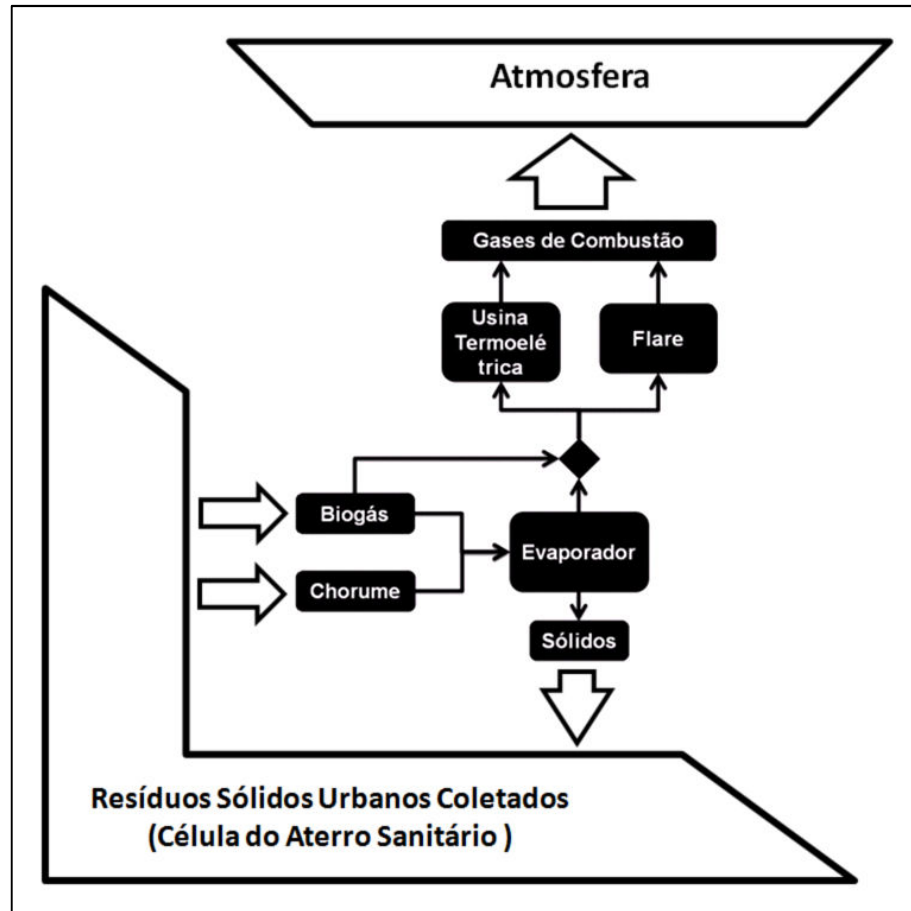 Atmosfera
Gases de Combustão
Usina
Termoelé
trica
Flare
Biogás
Evaporador
Chorume
Sólidos
Resíduos Sólidos Urbanos Coletados
(Célula do Aterro Sanitário )